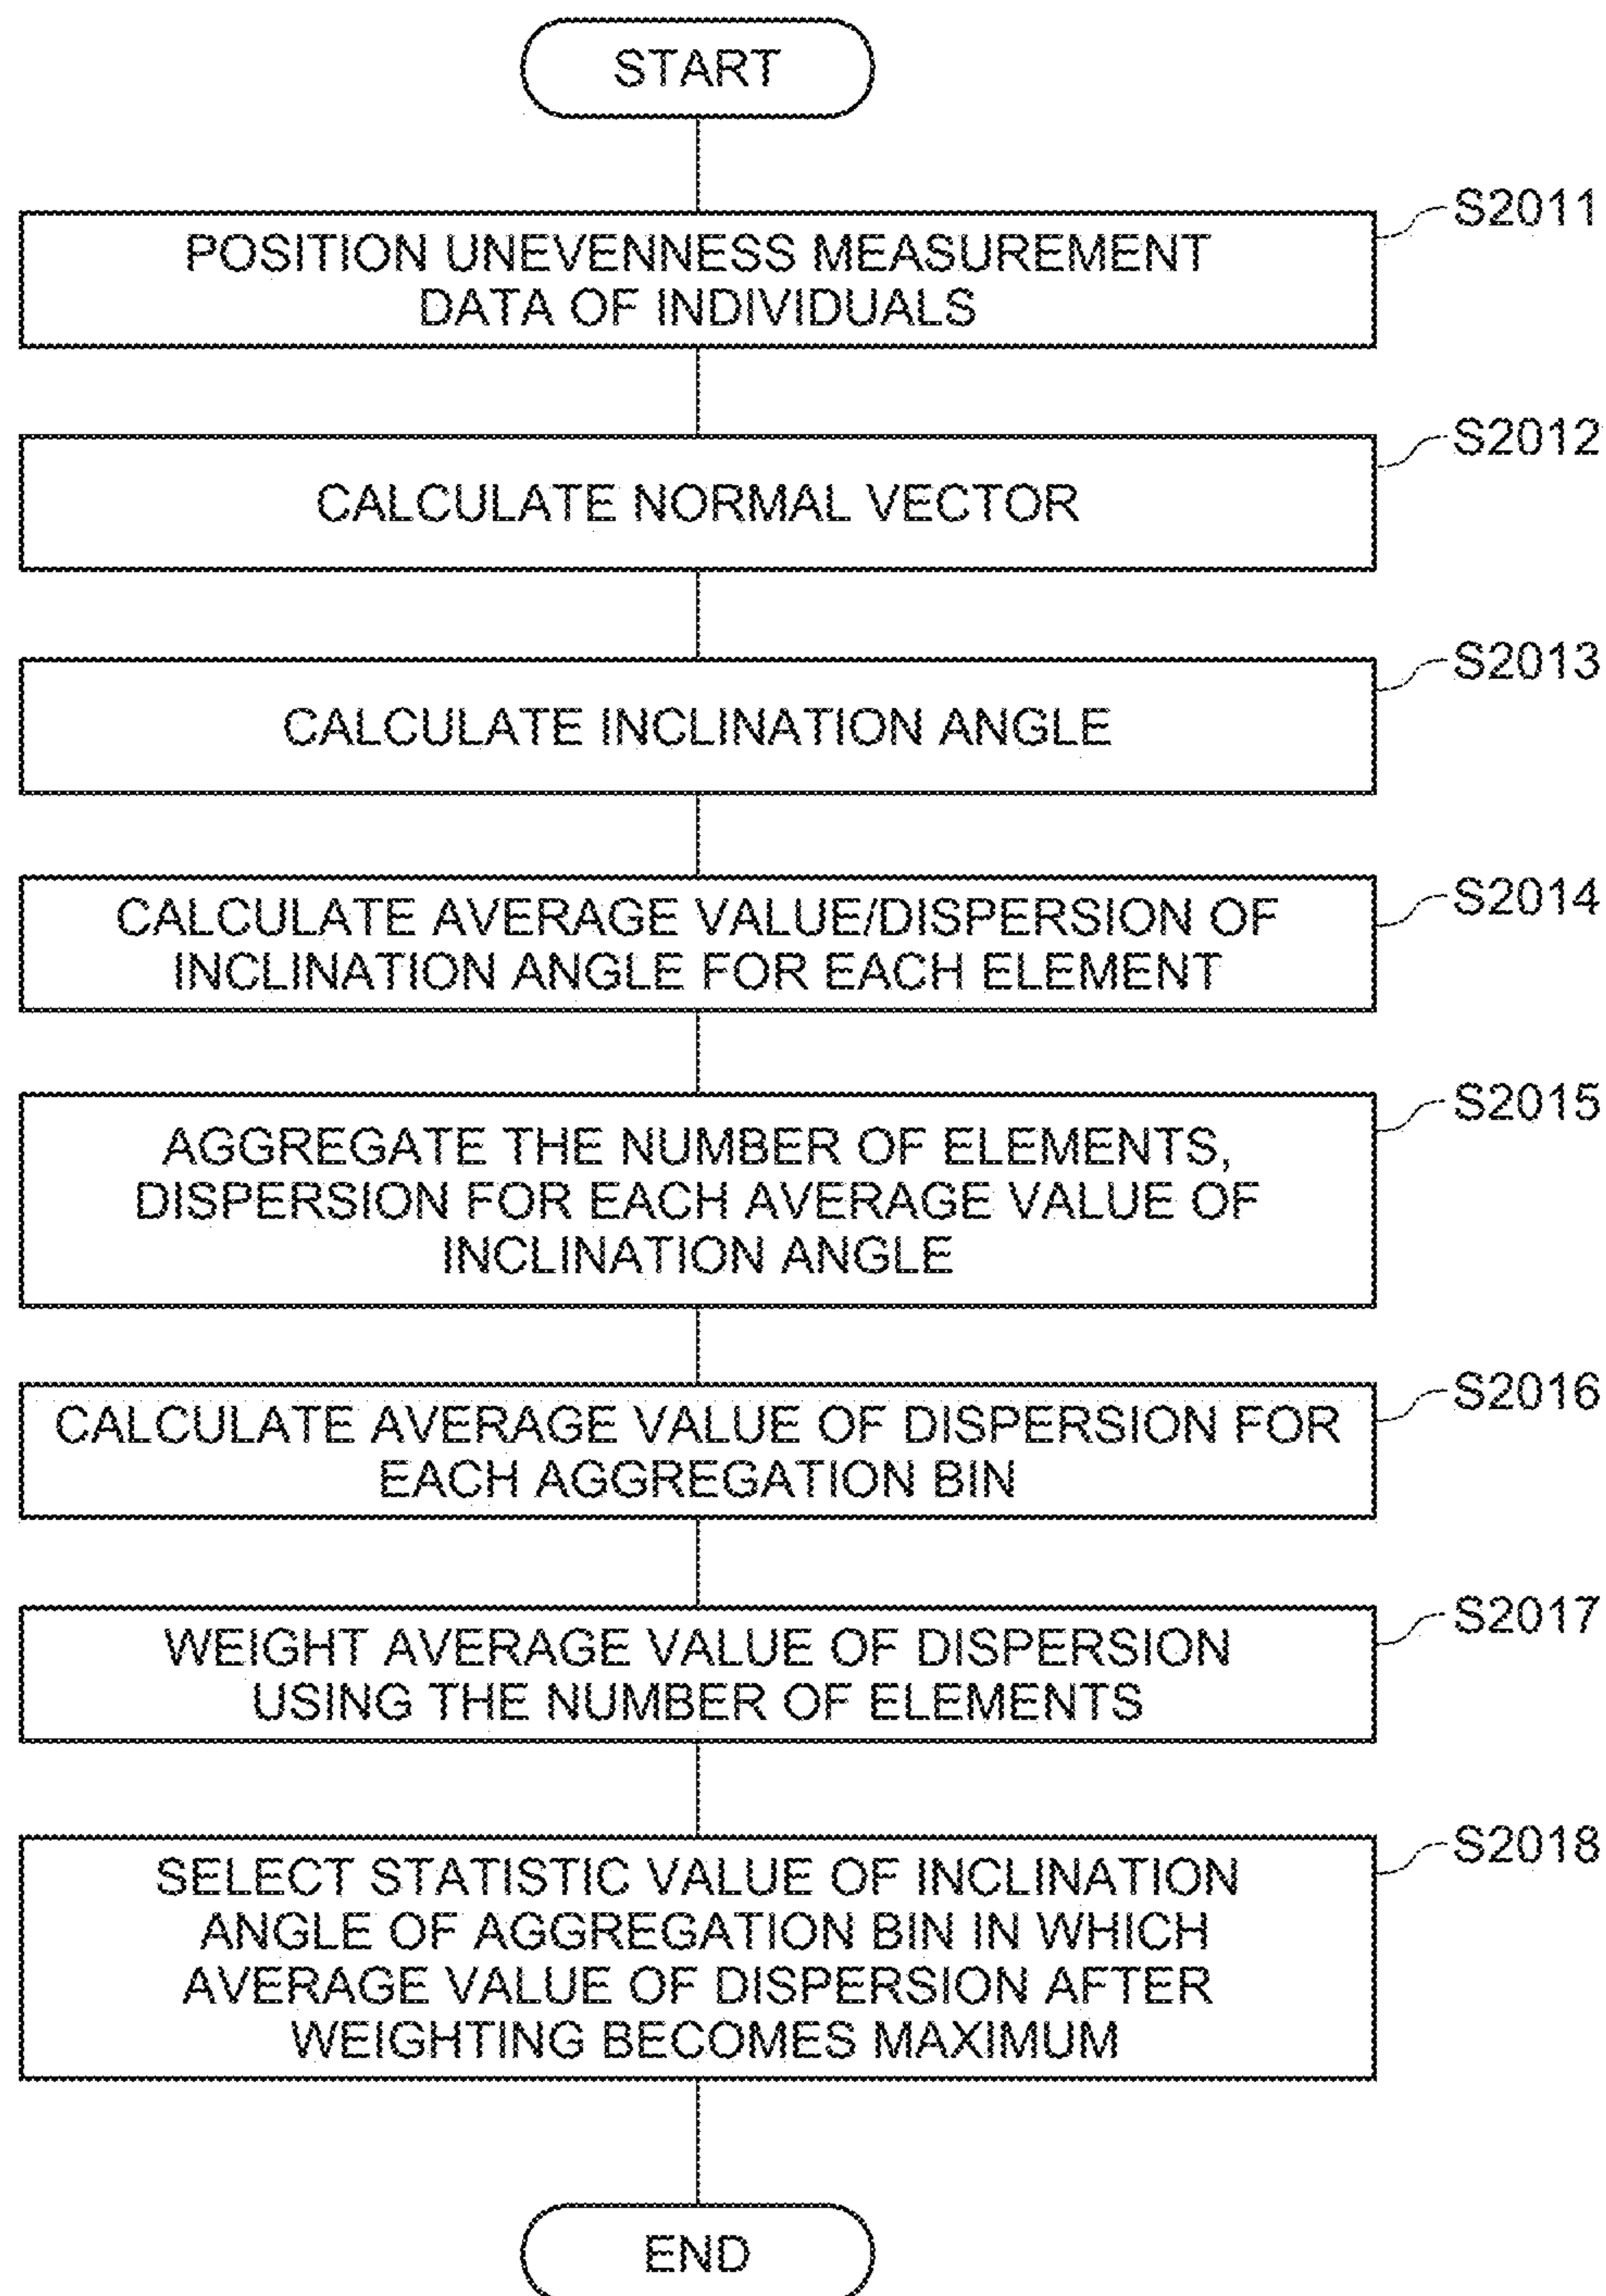 START
S2011
POSITION UNEVENNESS MEASUREMENT
DATA OF INDIVIDUALS
S2012
CALCULATE NORMAL VECTOR
S2013
CALCULATE INCLINATION ANGLE
S2014
CALCULATE AVERAGE VALUE/DISPERSION OF
INCLINATION ANGLE FOR EACH ELEMENT
S2015
AGGREGATE THE NUMBER OF ELEMENTS,
DISPERSION FOR EACH AVERAGE VALUE OF
INCLINATION ANGLE
S2016
CALCULATE AVERAGE VALUE OF DISPERSION FOR
EACH AGGREGATION BIN
S2017
WEIGHT AVERAGE VALUE OF DISPERSION
USING THE NUMBER OF ELEMENTS
S2018
SELECT STATISTIC VALUE OF INCLINATION
ANGLE OF AGGREGATION BIN IN WHICH
AVERAGE VALUE OF DISPERSION AFTER
WEIGHTING BECOMES MAXIMUM
END